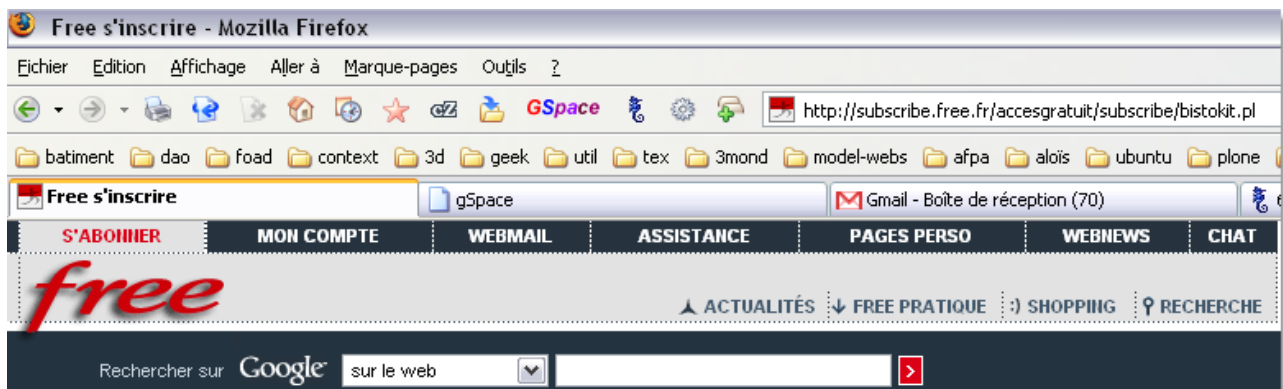 Free s'inscrire - Mozilla Firefox
Fichier Edition Affichage Aller à Marque-pages Outils ?
GSpace http://subscribe.free.fr/accesgratuit/subscribe/bistokit.pl
batiment dao foad context 3d geek util tex 3mond model-webs afpa aloïs ubuntu plone
Free s'inscrire gSpace Gmail - Boîte de réception (70)
S'ABONNER MON COMPTE WEBMAIL ASSISTANCE PAGES PERSO WEBNEWS CHAT
free
ACTUALITÉS FREE PRATIQUE :) SHOPPING RECHERCHE
Rechercher sur Google sur le web